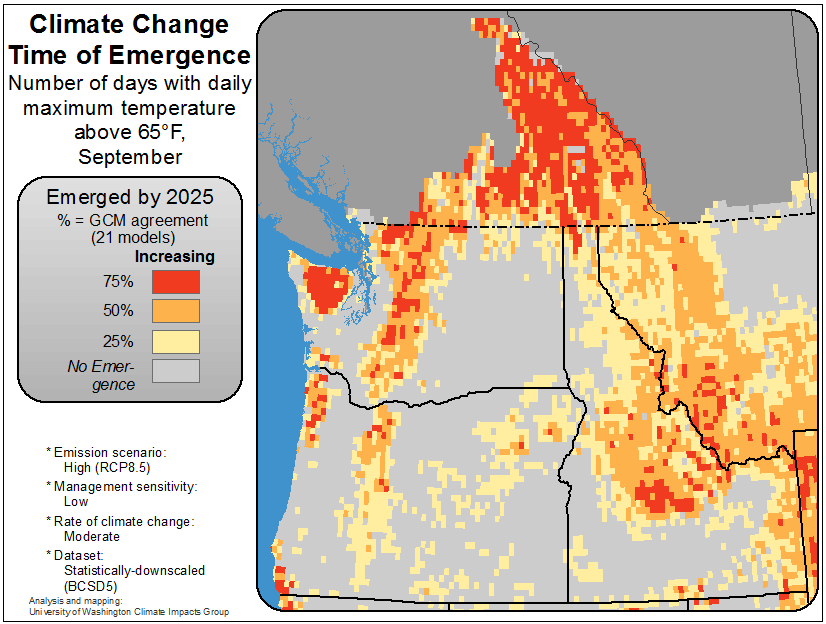 Climate Change
Time of Emergence
Number of days with daily
maximum temperature
above 65°F,
September
Emerged by 2025
% = GCM agreement
(21 models)
Increasing
75%
50%
25%
No Emer-
gence
* Emission scenario:
High (RCP8.5)
* Management sensitivity:
Low
* Rate of climate change:
Moderate
* Dataset:
Statistically-downscaled
(BCSD5)
Analysis and mapping:
University of Washington Climate Impacts Group